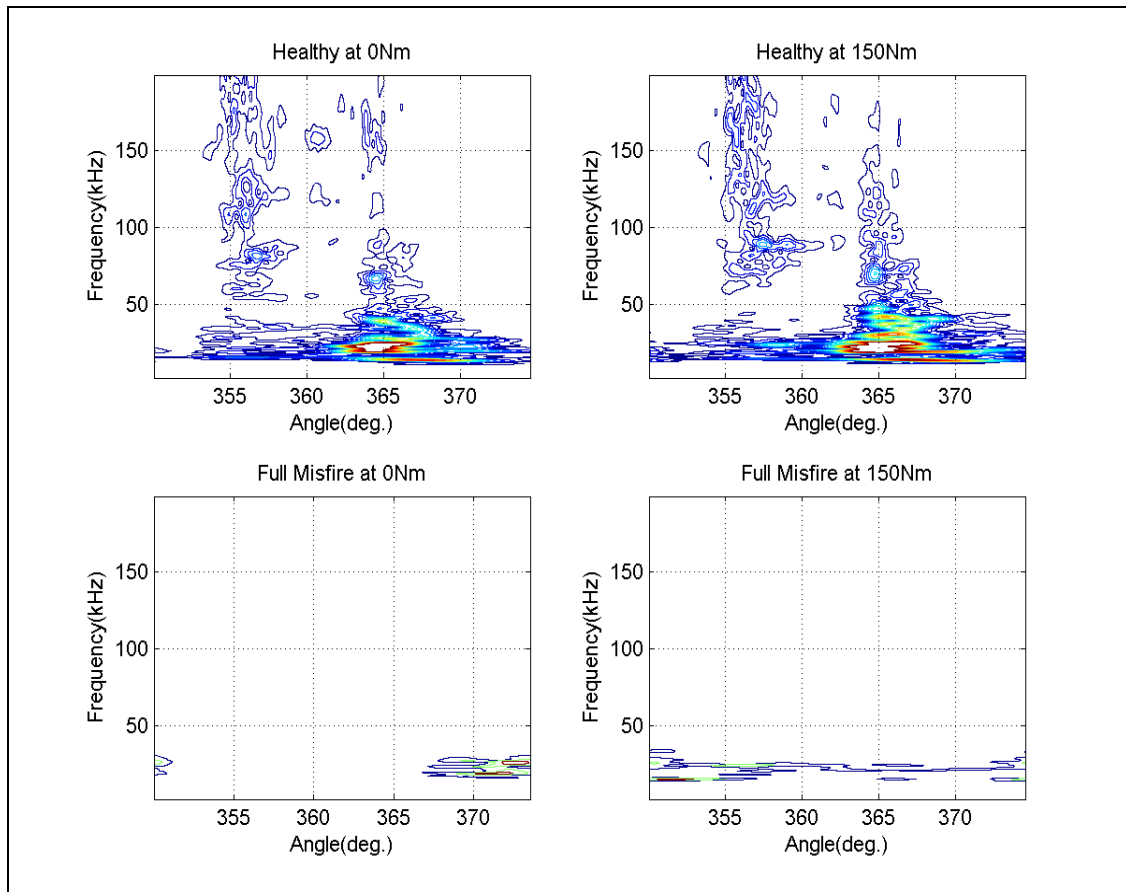 Healthy at 0Nm
Frequency(kHz)
150
100
50
355 360 365 370
Angle(deg.)
Healthy at 150Nm
Frequency(kHz)
150
100
50
355 360 365 370
Angle(deg.)
Full Misfire at 0Nm
Frequency(kHz)
150
100
50
355 360 365 370
Angle(deg.)
Full Misfire at 150Nm
Frequency(kHz)
150
100
50
355 360 365 370
Angle(deg.)